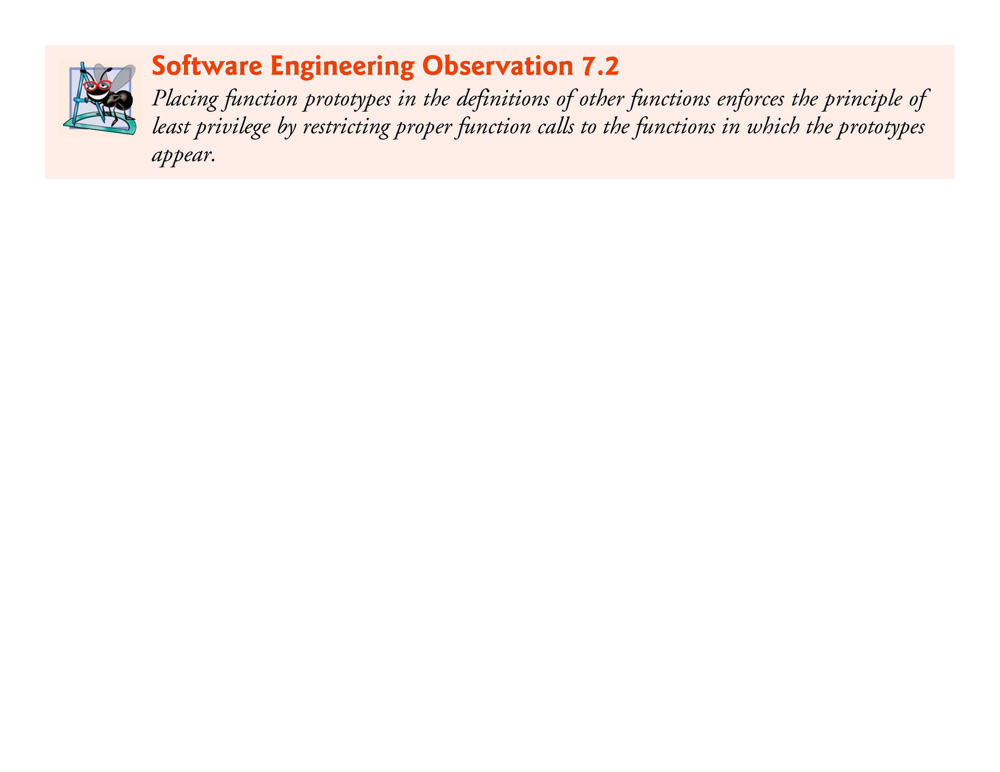 Software Engineering Observation 7.2
Placing function prototypes in the definitions of other functions enforces the principle of
least privilege by restricting proper function calls to the functions in which the prototypes
appear.